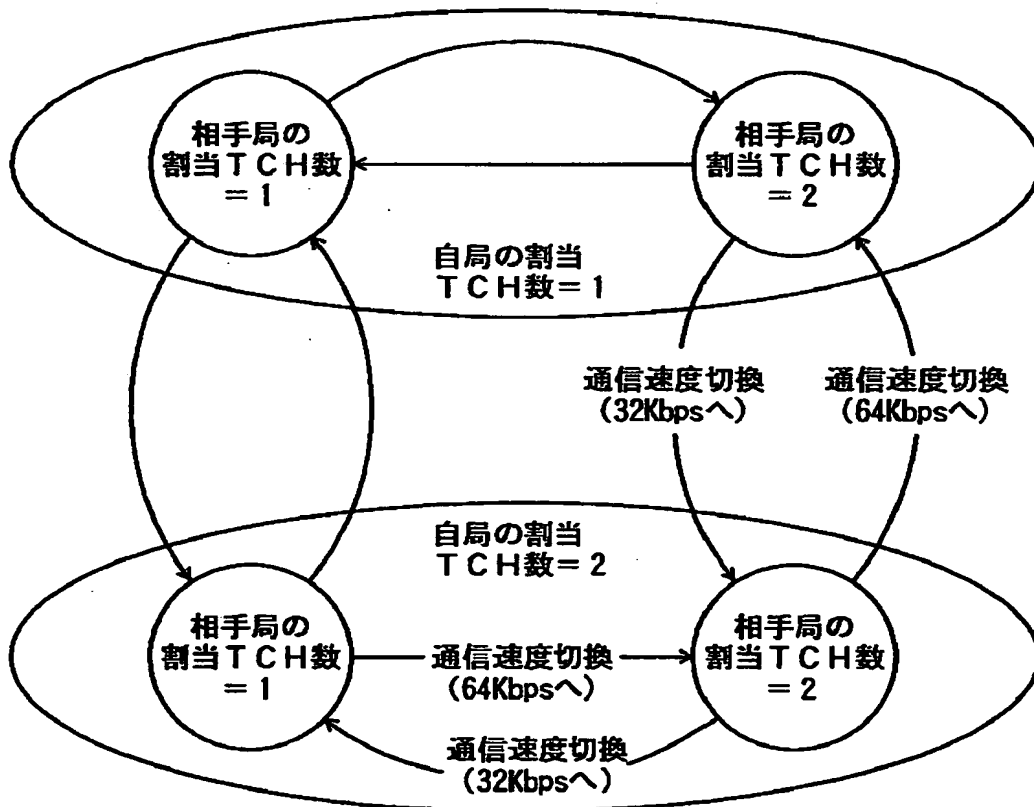 相手局の
割当TCH数
=1
相手局の
割当TCH数
=2
自局の割当
TCH数=1
通信速度切換
(32Kbpsへ)
通信速度切換
(64Kbpsへ)
自局の割当
TCH数=2
相手局の
割当TCH数
=1
通信速度切換
(64Kbpsへ)
相手局の
割当TCH数
=2
通信速度切換
(32Kbpsへ)